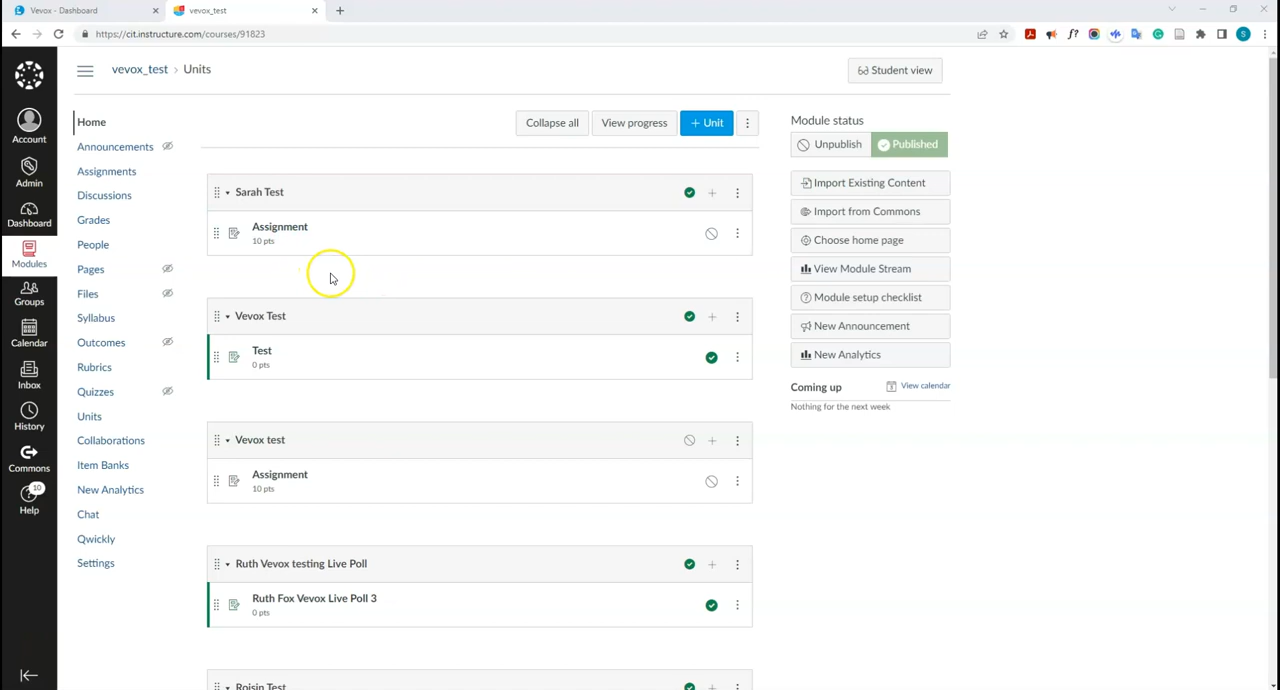 Vevox - Dashboard
vevox_test
https://cit.instructure.com/courses/91823
vevox_test > Units
Student view
Account
Admin
Dashboard
Modules
Groups
Calendar
Inbox
History
Commons
10
Help
Home
Announcements
Assignments
Discussions
Grades
People
Pages
Files
Syllabus
Outcomes
Rubrics
Quizzes
Units
Collaborations
Item Banks
New Analytics
Chat
Qwickly
Settings
Collapse all
View progress
+ Unit
Sarah Test
Assignment
10 pts
Vevox Test
Test
0 pts
Vevox test
Assignment
10 pts
Ruth Vevox testing Live Poll
Ruth Fox Vevox Live Poll 3
0 pts
Roisin Test
Module status
Unpublish
Published
Import Existing Content
Import from Commons
Choose home page
View Module Stream
Module setup checklist
New Announcement
New Analytics
Coming up
View calendar
Nothing for the next week